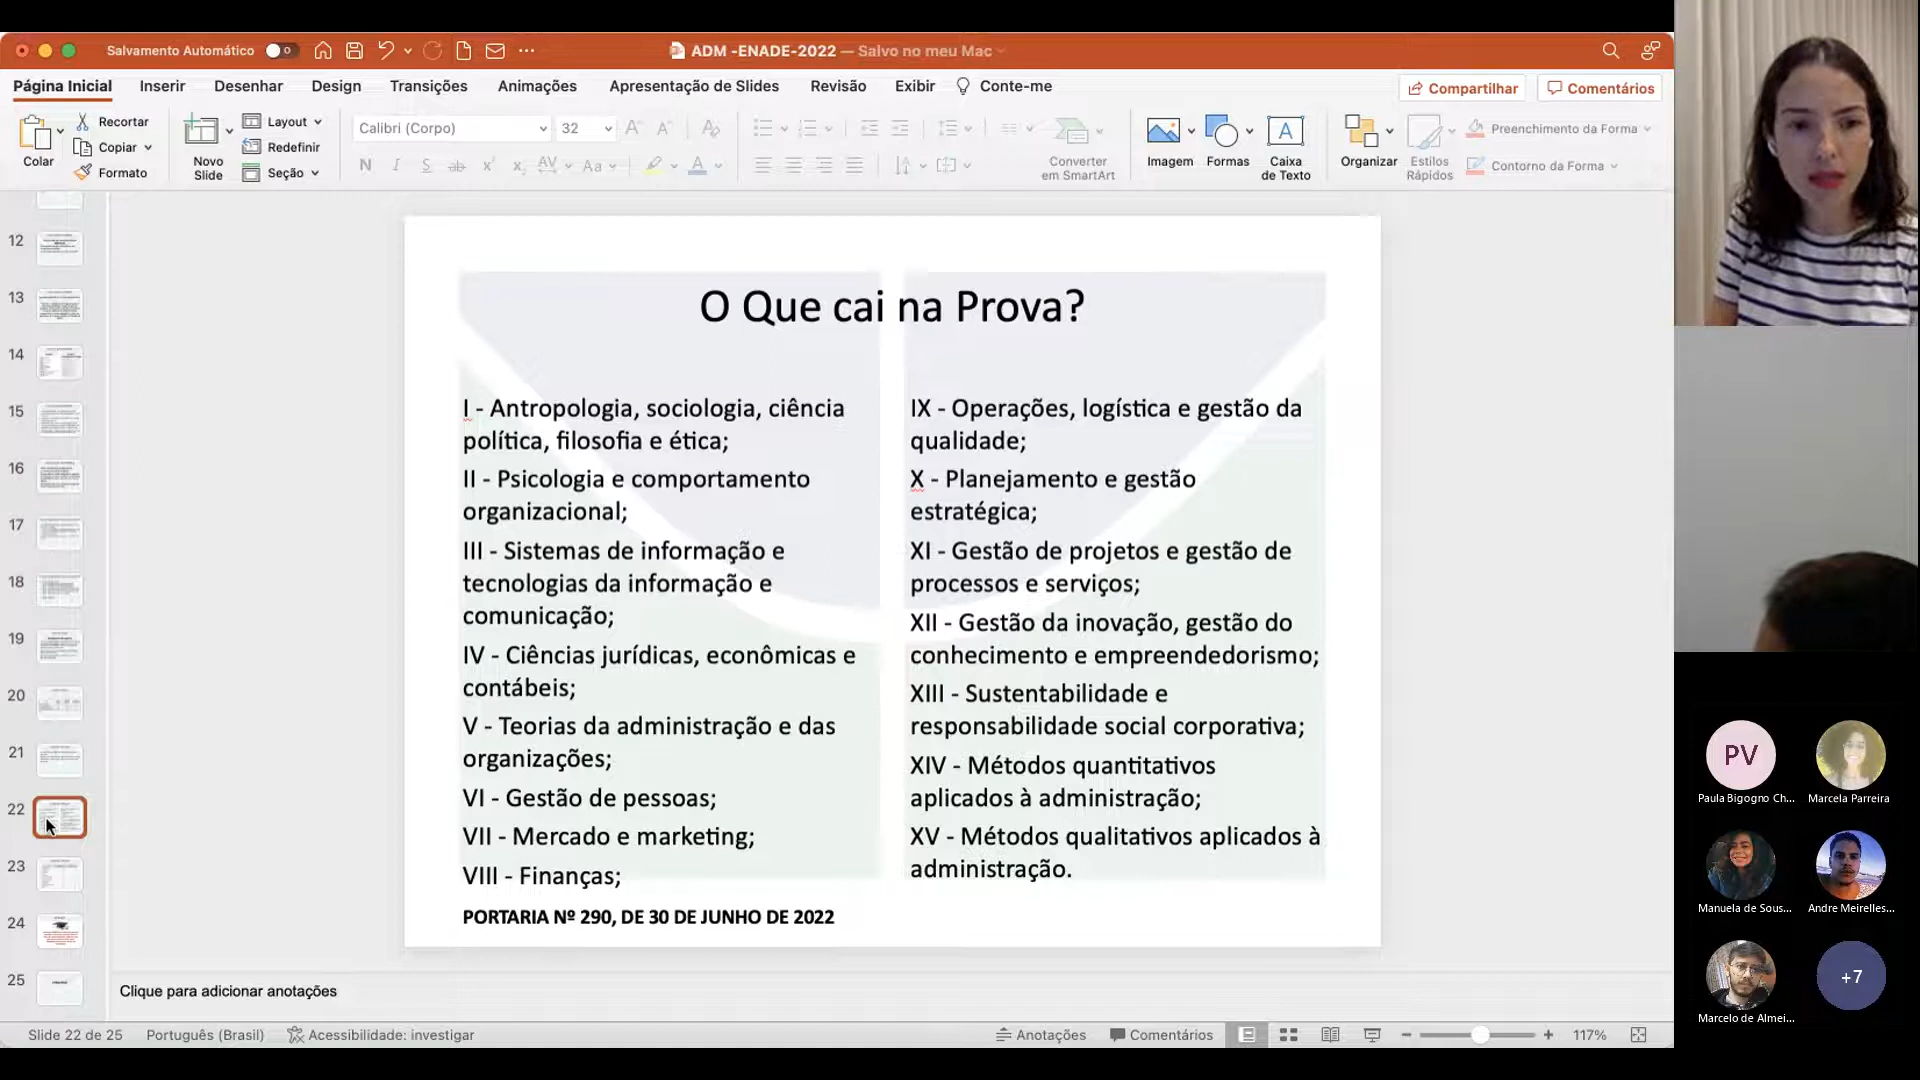 Salvamento Automático
ADM -ENADE-2022 — Salvo no meu Mac
Página Inicial
Inserir
Desenhar
Design
Transições
Animações
Apresentação de Slides
Revisão
Exibir
Conte-me
Compartilhar
Comentários
Colar
Recortar
Copiar
Formato
Novo
Slide
Layout
Redefinir
Seção
Calibri (Corpo)
32
Converter
em SmartArt
Imagem
Formas
Caixa
de Texto
Organizar
Estilos
Rápidos
Preenchimento da Forma
Contorno da Forma
12
13
14
15
16
17
18
19
20
21
22
23
24
25
O Que cai na Prova?
I - Antropologia, sociologia, ciência
política, filosofia e ética;
II - Psicologia e comportamento
organizacional;
III - Sistemas de informação e
tecnologias da informação e
comunicação;
IV - Ciências jurídicas, econômicas e
contábeis;
V - Teorias da administração e das
organizações;
VI - Gestão de pessoas;
VII - Mercado e marketing;
VIII - Finanças;
PORTARIA Nº 290, DE 30 DE JUNHO DE 2022
IX - Operações, logística e gestão da
qualidade;
X - Planejamento e gestão
estratégica;
XI - Gestão de projetos e gestão de
processos e serviços;
XII - Gestão da inovação, gestão do
conhecimento e empreendedorismo;
XIII - Sustentabilidade e
responsabilidade social corporativa;
XIV - Métodos quantitativos
aplicados à administração;
XV - Métodos qualitativos aplicados à
administração.
Clique para adicionar anotações
Slide 22 de 25
Português (Brasil)
Acessibilidade: investigar
Anotações
Comentários
117%
PV
Paula Bigogno Ch...
Marcela Parreira
Manuela de Sous...
Andre Meirelles...
Marcelo de Almei...
+7